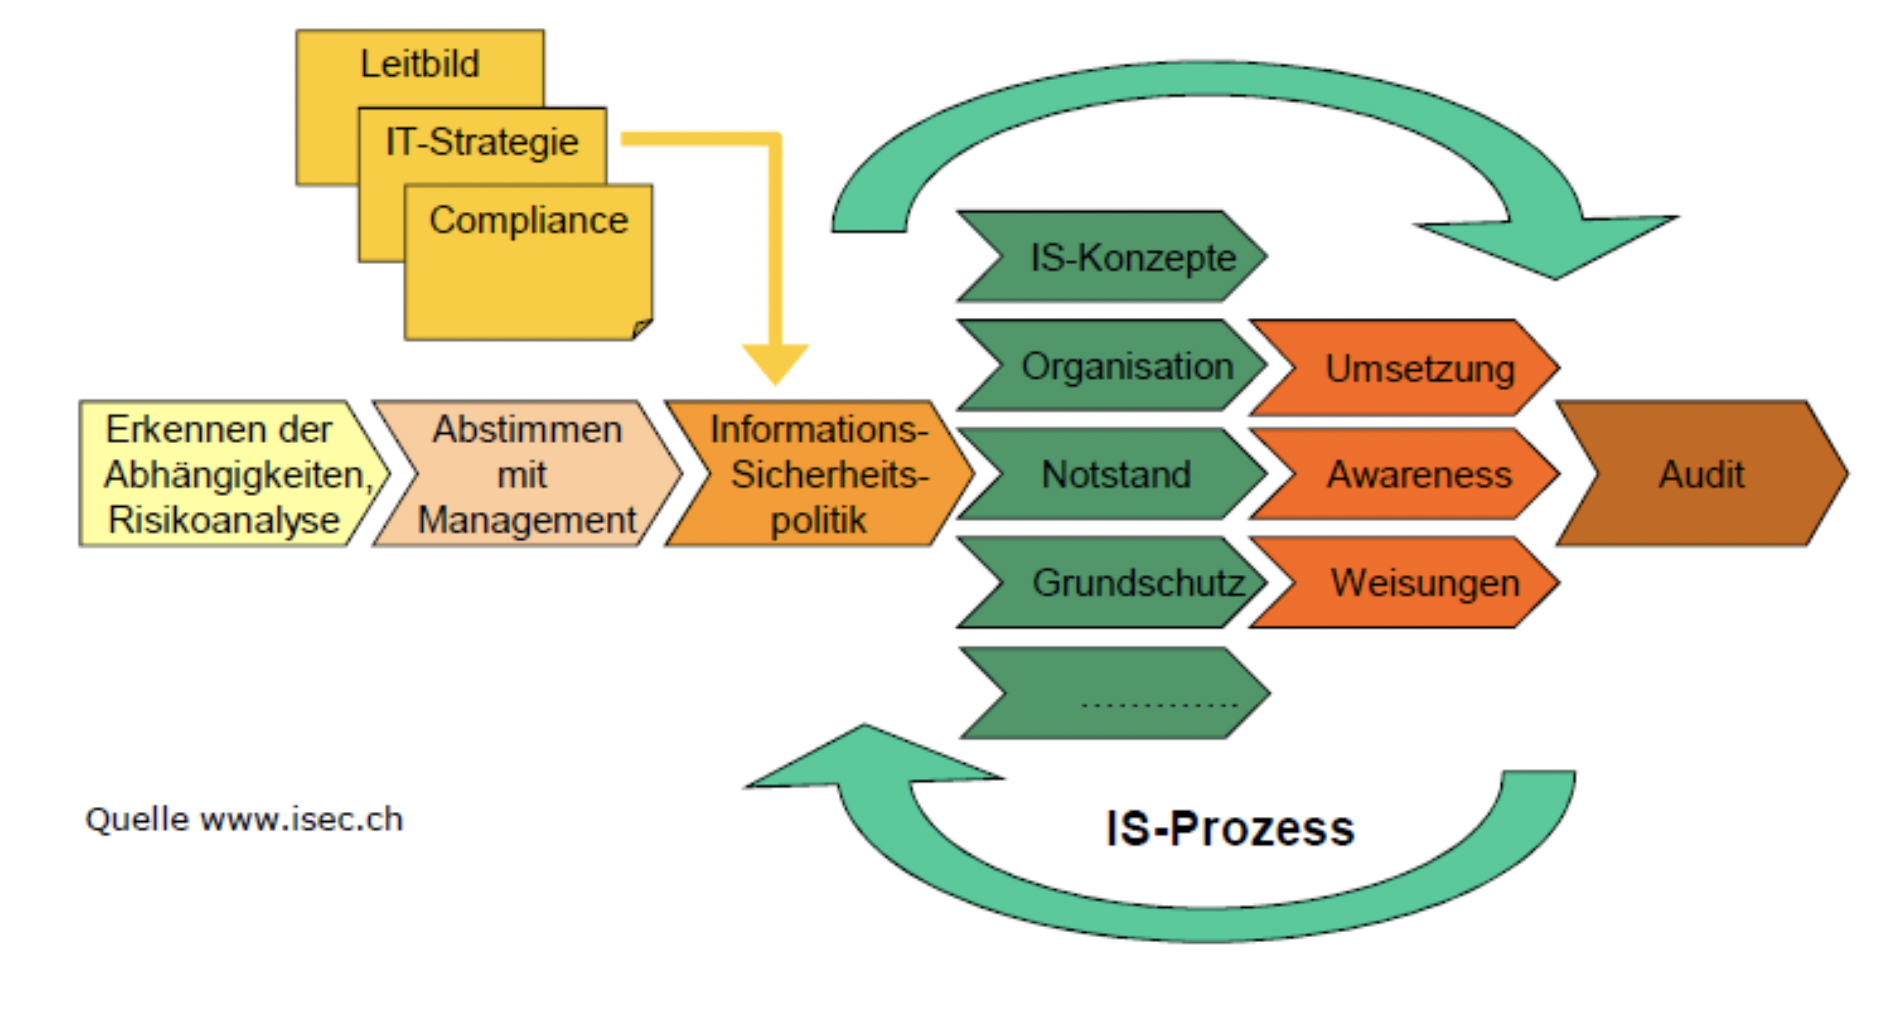 Leitbild
IT-Strategie
Compliance
Erkennen der
Abhängigkeiten,
Risikoanalyse
Abstimmen
mit
Management
Informations-
Sicherheits-
politik
IS-Konzepte
Organisation
Notstand
Grundschutz
.............
Umsetzung
Awareness
Weisungen
Audit
IS-Prozess
Quelle www.isec.ch